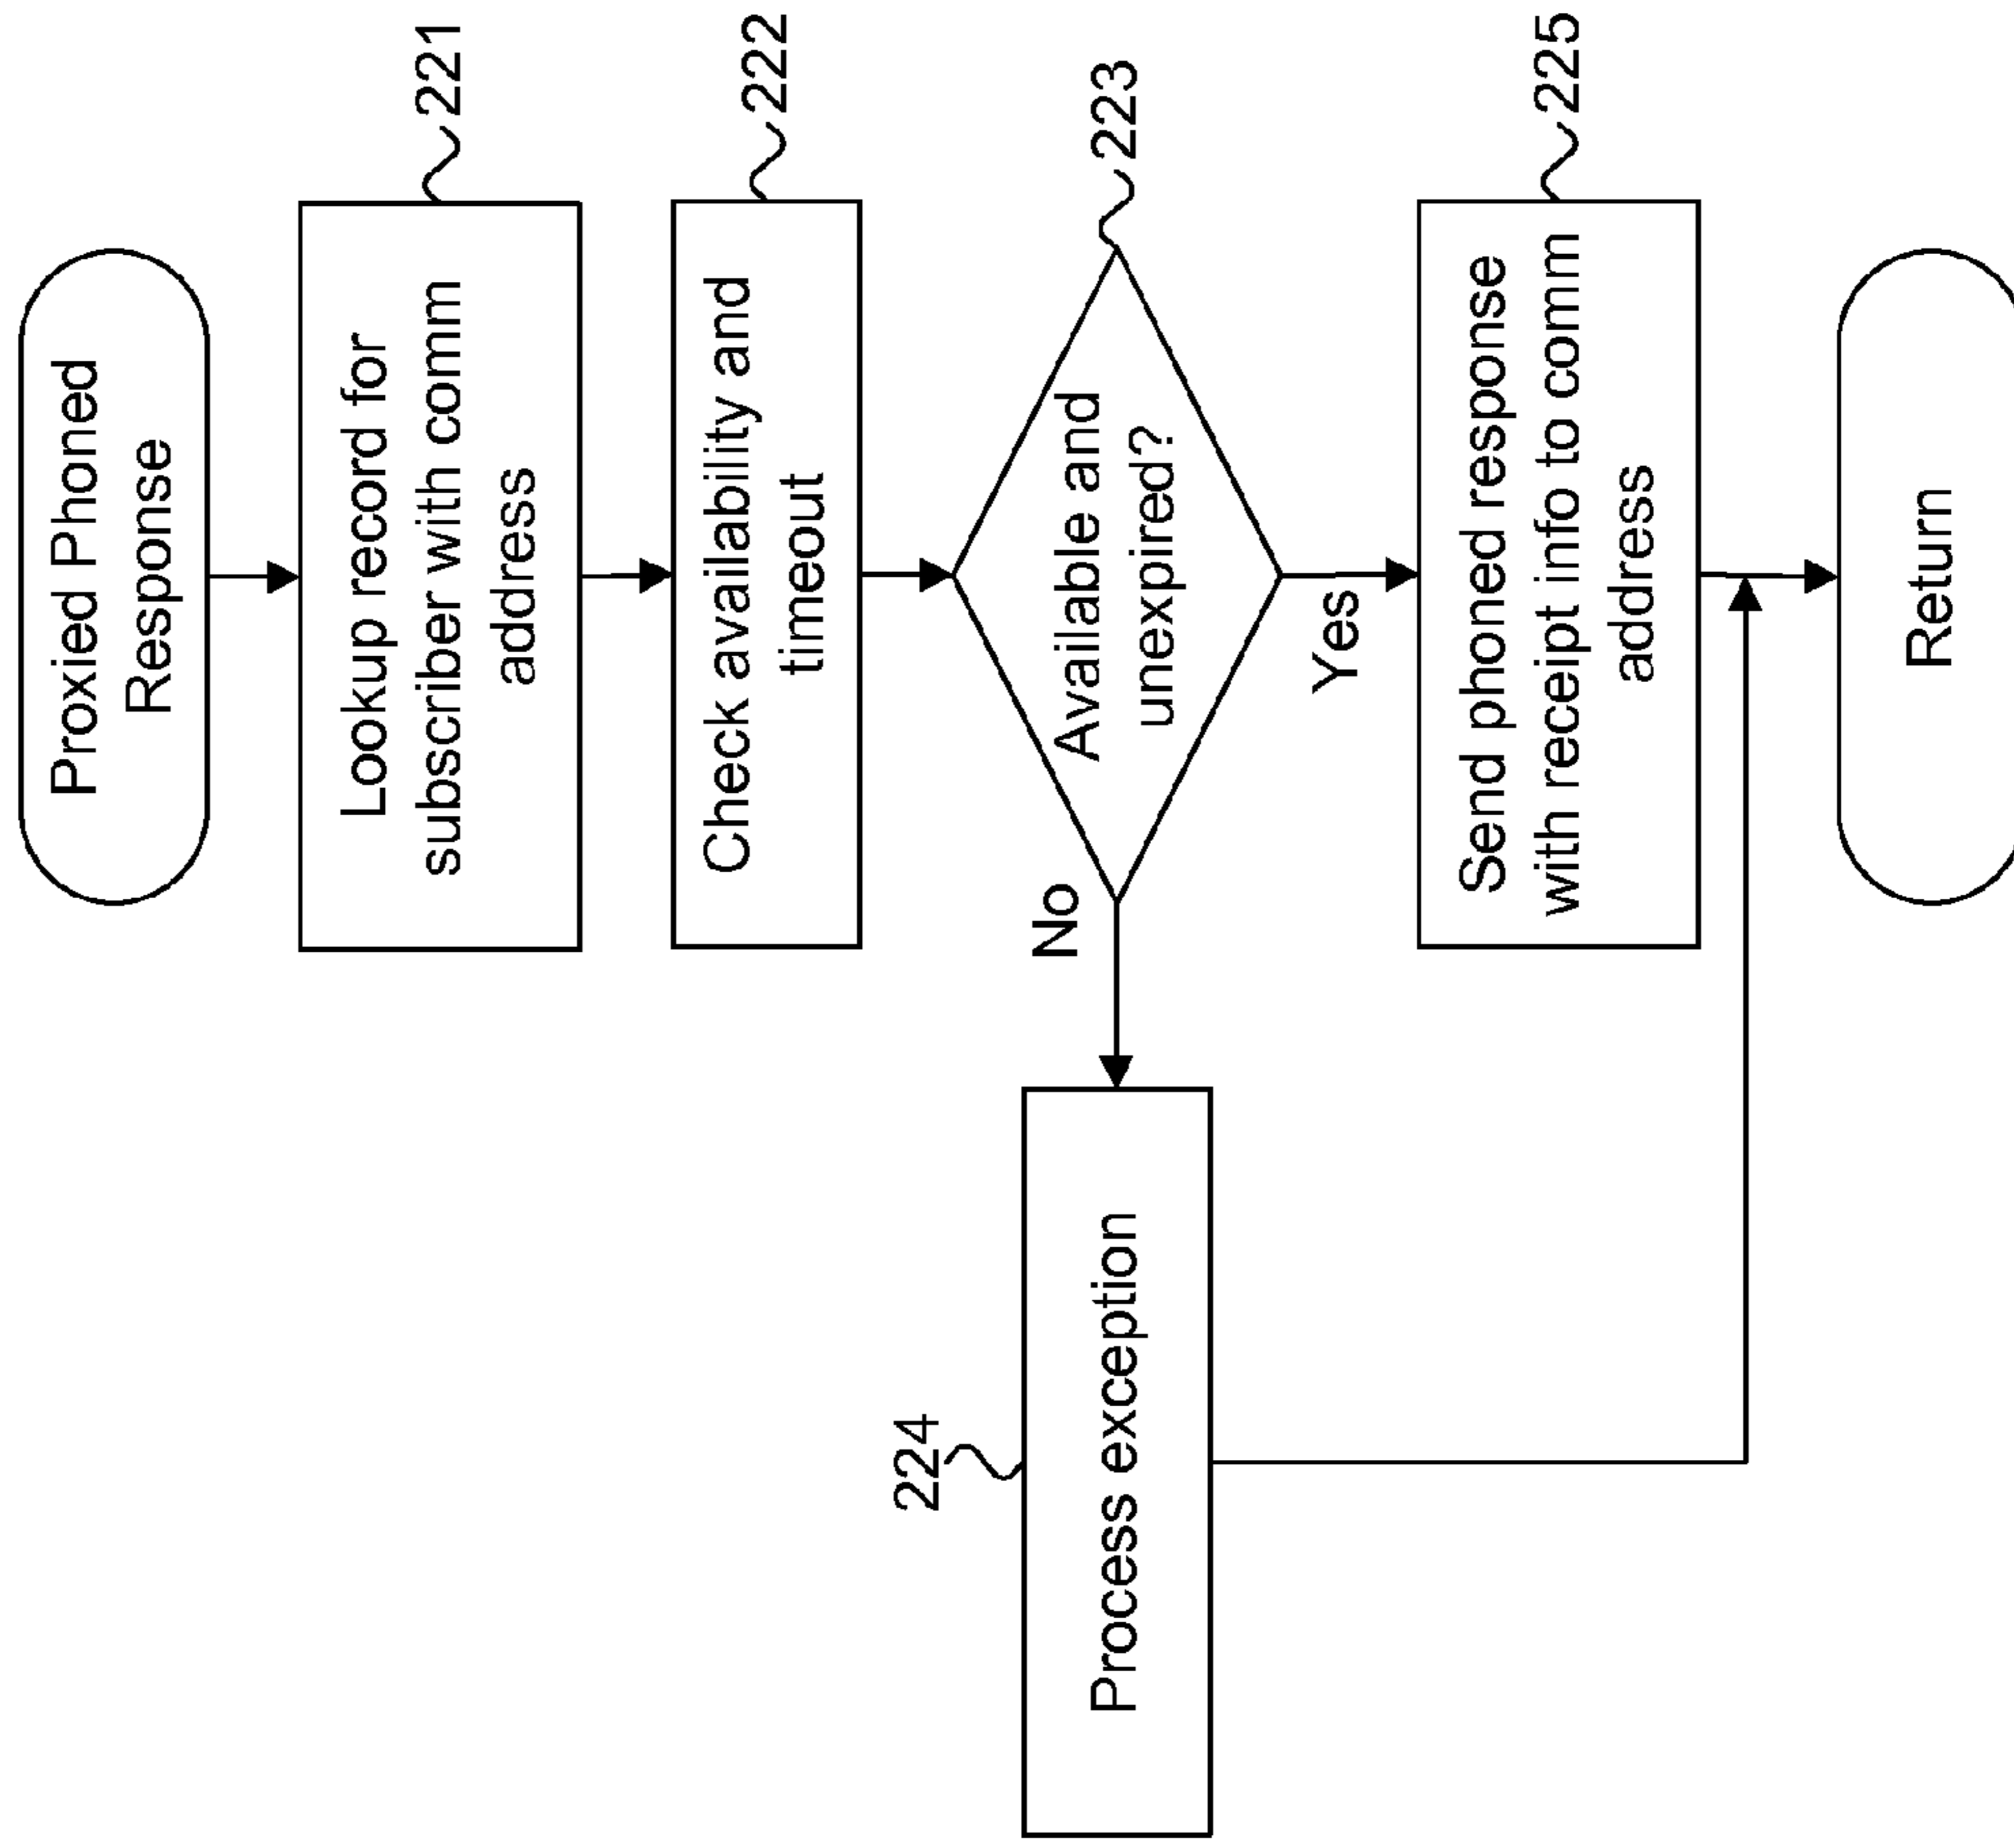 Proxied Phoned
Response
Lookup record for
subscriber with comm
address
221
Check availability and
timeout
222
Available and
unexpired?
223
No
Yes
224
Process exception
Send phoned response
with receipt info to comm
address
225
Return